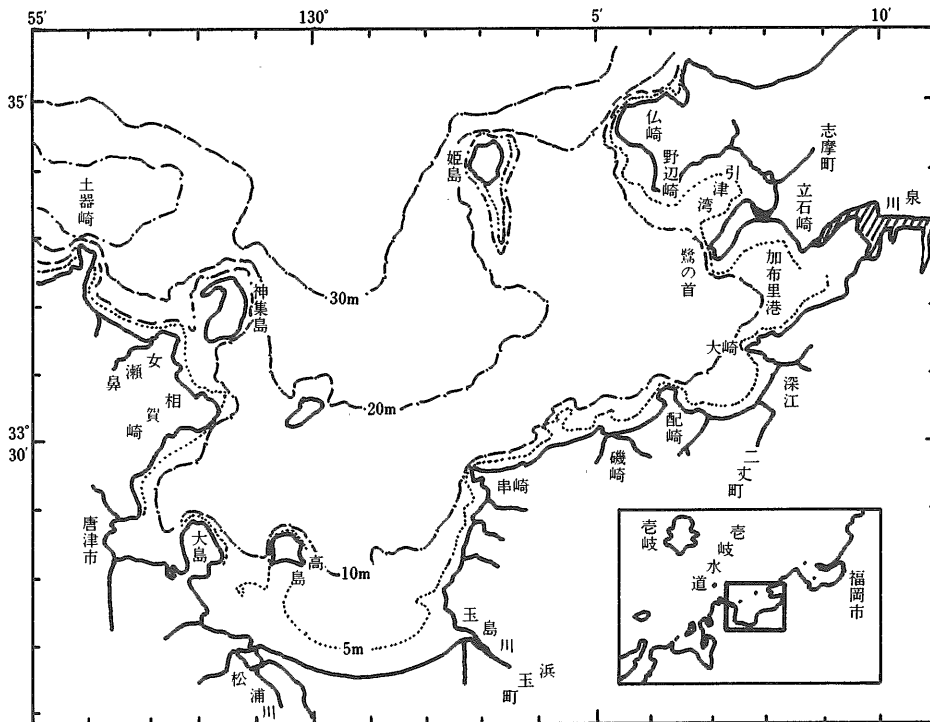 55
130°
5′
10′
35′
33°
30′
仏崎
野辺崎
引津湾
志摩町
立石崎
泉川
姫島
土器崎
鷺の首
加布里港
神集島
30m
20m
大崎
女瀬鼻
相賀崎
深江
配崎
二丈町
磯崎
串崎
唐津市
大島
高島
10m
5m
玉島川
浜玉町
松浦川
壱岐
壱岐水道
福岡市